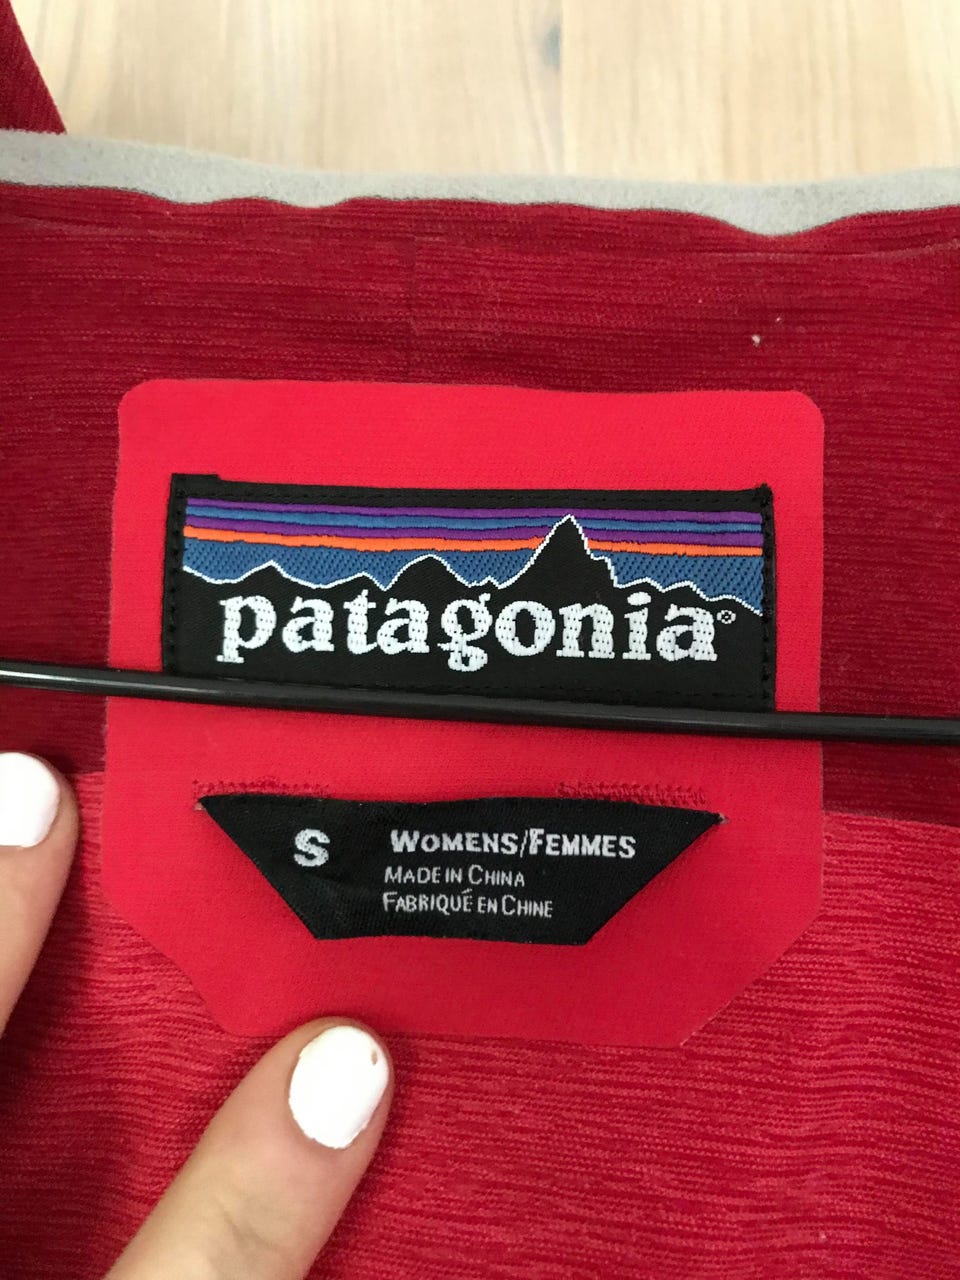 patagonia®
S WOMENS/FEMMES
MADE IN CHINA
FABRIQUÉ EN CHINE